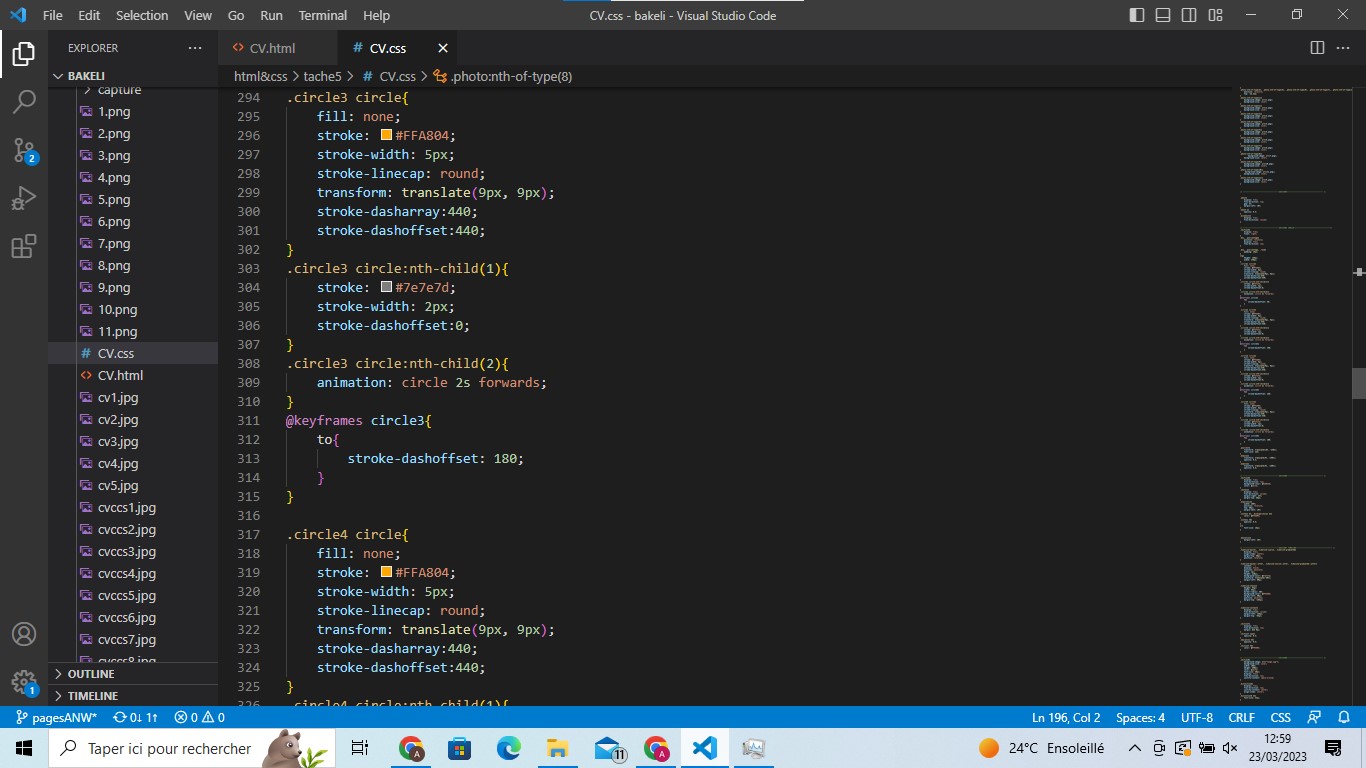 File Edit Selection View Go Run Terminal Help
CV.css - bakeli - Visual Studio Code
EXPLORER
CV.html
CV.css
BAKELI
html&css > tache5 > # CV.css > .photo:nth-of-type(8)
capture
1.png
2.png
3.png
4.png
5.png
6.png
7.png
8.png
9.png
10.png
11.png
CV.css
CV.html
cv1.jpg
cv2.jpg
cv3.jpg
cv4.jpg
cv5.jpg
cvccs1.jpg
cvccs2.jpg
cvccs3.jpg
cvccs4.jpg
cvccs5.jpg
cvccs6.jpg
cvccs7.jpg
cvccs8.jpg
OUTLINE
TIMELINE
294 .circle3 circle{
295 fill: none;
296 stroke: #FFA804;
297 stroke-width: 5px;
298 stroke-linecap: round;
299 transform: translate(9px, 9px);
300 stroke-dasharray:440;
301 stroke-dashoffset:440;
302 }
303 .circle3 circle:nth-child(1){
304 stroke: #7e7e7d;
305 stroke-width: 2px;
306 stroke-dashoffset:0;
307 }
308 .circle3 circle:nth-child(2){
309 animation: circle 2s forwards;
310 }
311 @keyframes circle3{
312 to{
313 stroke-dashoffset: 180;
314 }
315 }
316
317 .circle4 circle{
318 fill: none;
319 stroke: #FFA804;
320 stroke-width: 5px;
321 stroke-linecap: round;
322 transform: translate(9px, 9px);
323 stroke-dasharray:440;
324 stroke-dashoffset:440;
325 }
326 .circle4 circle:nth-child(1){
2
1
pagesANW* 0↓ 1↑ 0 0
Ln 196, Col 2 Spaces: 4 UTF-8 CRLF CSS
Taper ici pour rechercher
A
11
A
24°C Ensoleillé
12:59
23/03/2023